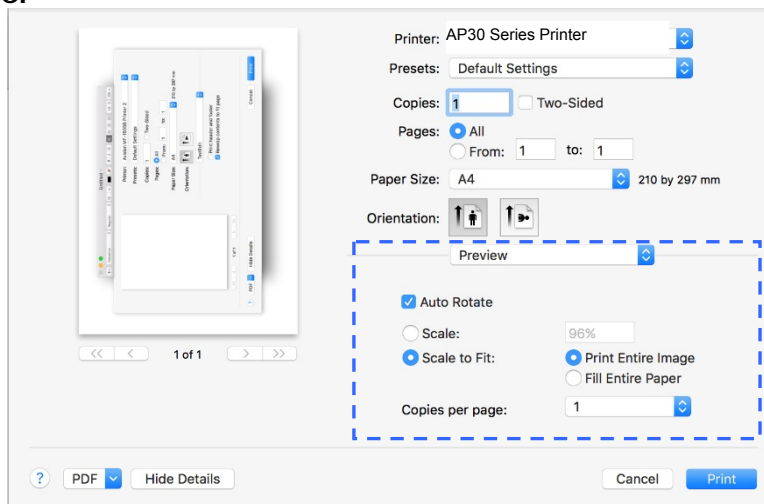 Printer: AP30 Series Printer
Presets: Default Settings
Copies: 1 Two-Sided
Pages: All
From: 1 to: 1
Paper Size: A4 210 by 297 mm
Orientation:
Preview
Auto Rotate
Scale: 96%
Scale to Fit: Print Entire Image
Fill Entire Paper
Copies per page: 1
<< < 1 of 1 > >>
? PDF Hide Details Cancel Print